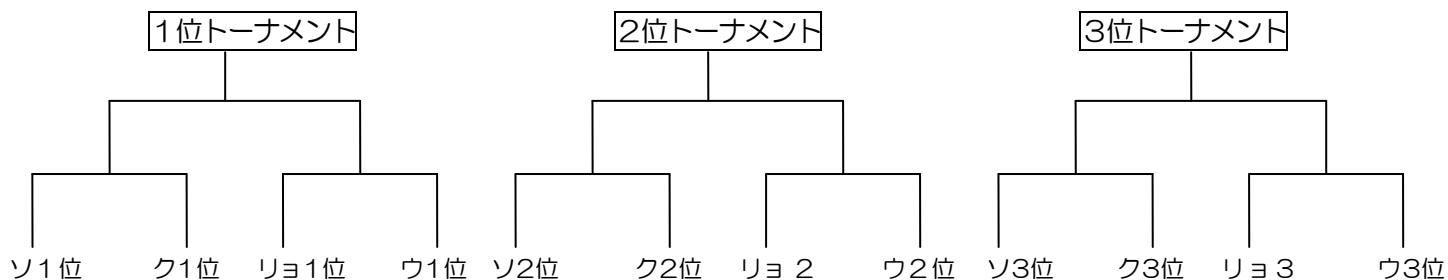 1位トーナメント
2位トーナメント
3位トーナメント
ソ1位 ク1位 リョ1位 ウ1位 ソ2位 ク2位 リョ 2 ウ2位 ソ3位 ク3位 リョ3 ウ3位